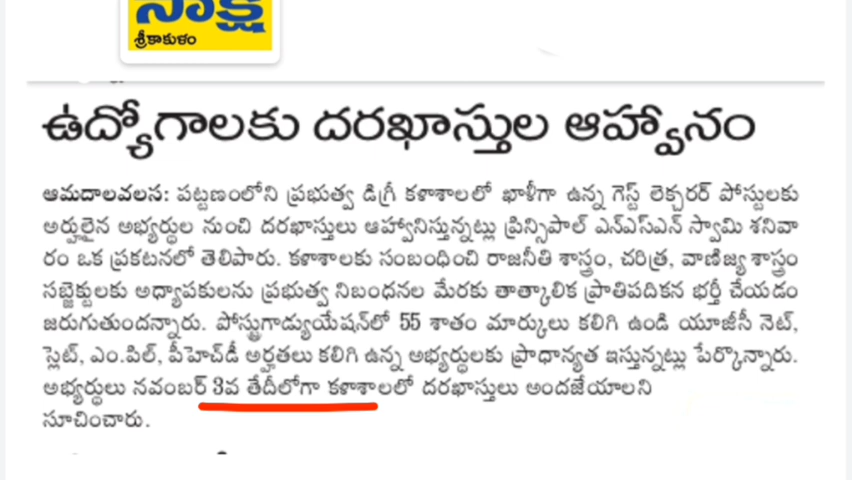 సాక్షి
శ్రీకాకుళం
ఉద్యోగాలకు దరఖాస్తుల ఆహ్వానం
ఆమదాలవలస: పట్టణంలోని ప్రభుత్వ డిగ్రీ కళాశాలలో ఖాళీగా ఉన్న గెస్ట్ లెక్చరర్ పోస్టులకు
అర్హులైన అభ్యర్థుల నుంచి దరఖాస్తులు ఆహ్వానిస్తున్నట్లు ప్రిన్సిపాల్ ఎన్ఎస్ఎన్ స్వామి శనివా
రం ఒక ప్రకటనలో తెలిపారు. కళాశాలకు సంబంధించి రాజనీతి శాస్త్రం, చరిత్ర, వాణిజ్య శాస్త్రం
సబ్జెక్టులకు అధ్యాపకులను ప్రభుత్వ నిబంధనల మేరకు తాత్కాలిక ప్రాతిపదికన భర్తీ చేయడం
జరుగుతుందన్నారు. పోస్టుగ్రాడ్యుయేషన్‌లో 55 శాతం మార్కులు కలిగి ఉండి యూజీసీ నెట్,
స్లెట్, ఎం.పిల్, పీహెచ్‌డీ అర్హతలు కలిగి ఉన్న అభ్యర్థులకు ప్రాధాన్యత ఇస్తున్నట్లు పేర్కొన్నారు.
అభ్యర్థులు నవంబర్ 3వ తేదీలోగా కళాశాలలో దరఖాస్తులు అందజేయాలని
సూచించారు.